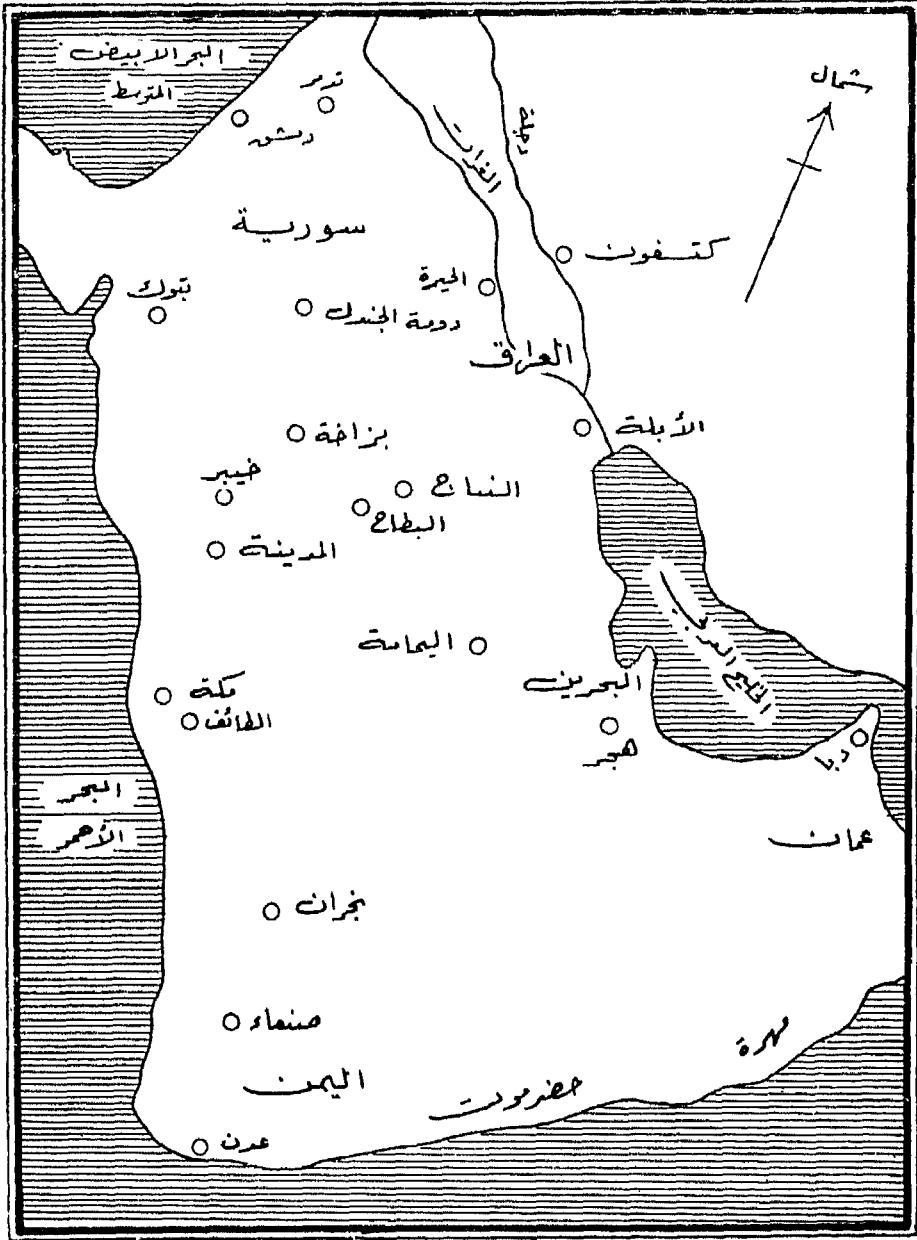 البحر الابيض
المتوسط
شمال
تدمر
دمشق
دجلة
الفرات
سورية
كتسفون
الحيرة
تبوك
دومة الجندل
العراق
الأبلة
بزاخة
خيبر
النباج
البطاح
المدينة
الخليج العربي
اليمامة
البحرين
مكة
الطائف
هجر
دبا
البحر
الأحمر
عمان
نجران
صنعاء
مهرة
اليمن
حضرموت
عدن